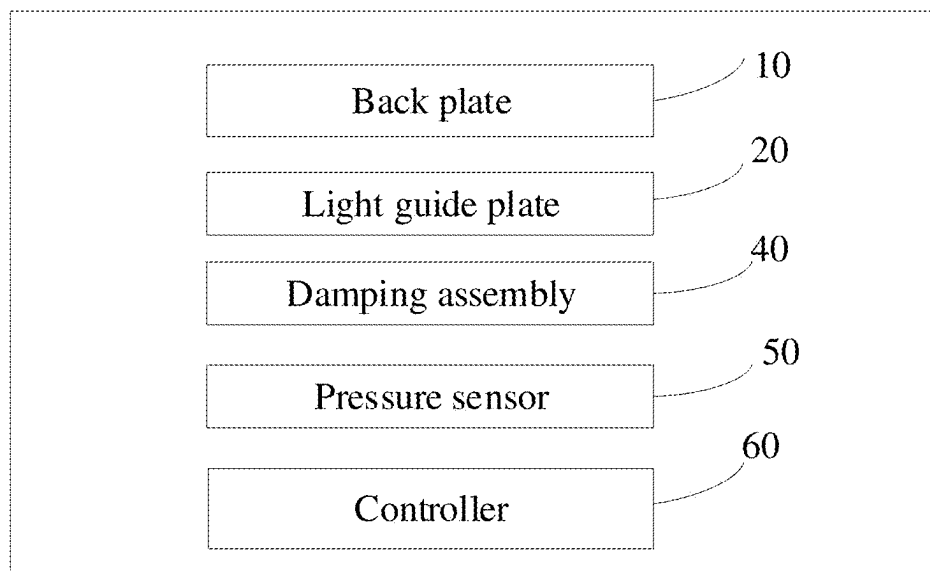 10
Back plate
20
Light guide plate
40
Damping assembly
50
Pressure sensor
60
Controller